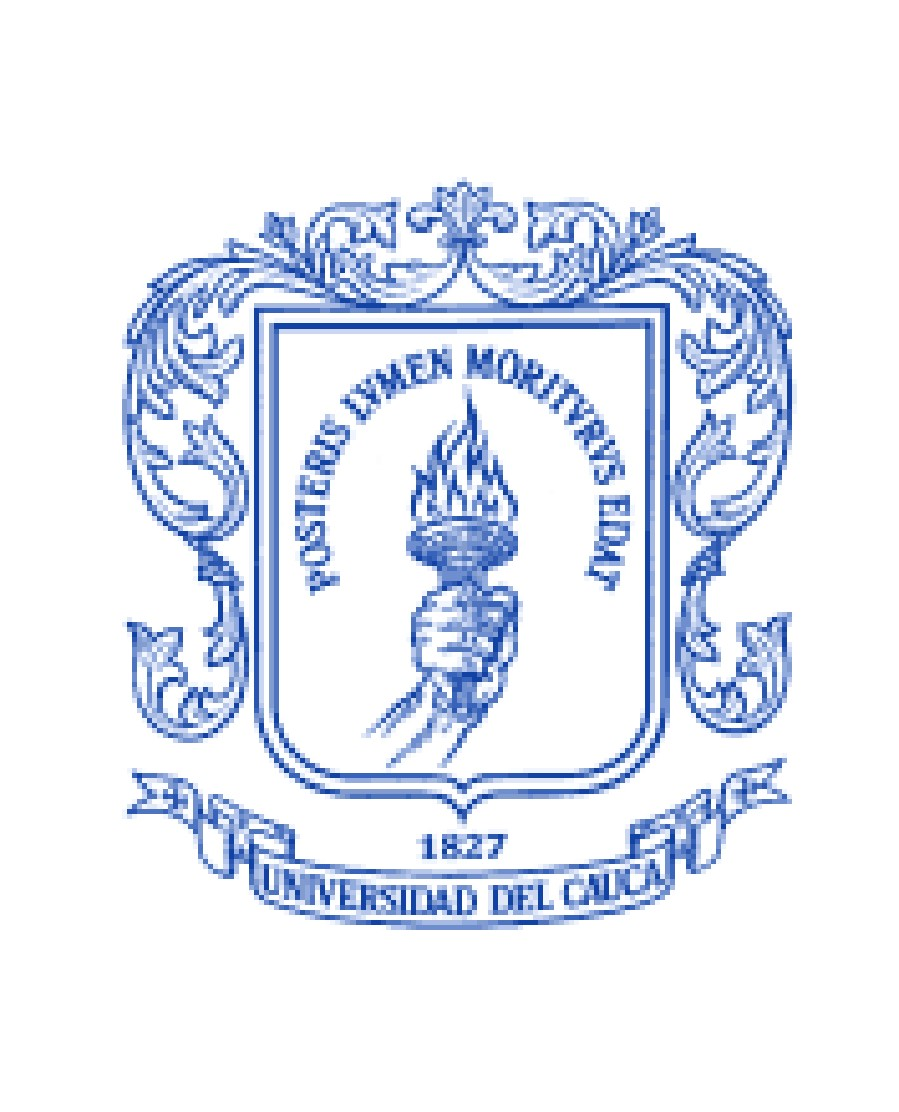 POSTERIS LVMEN MORITVRVS EDAT
1827
UNIVERSIDAD DEL CAUCA